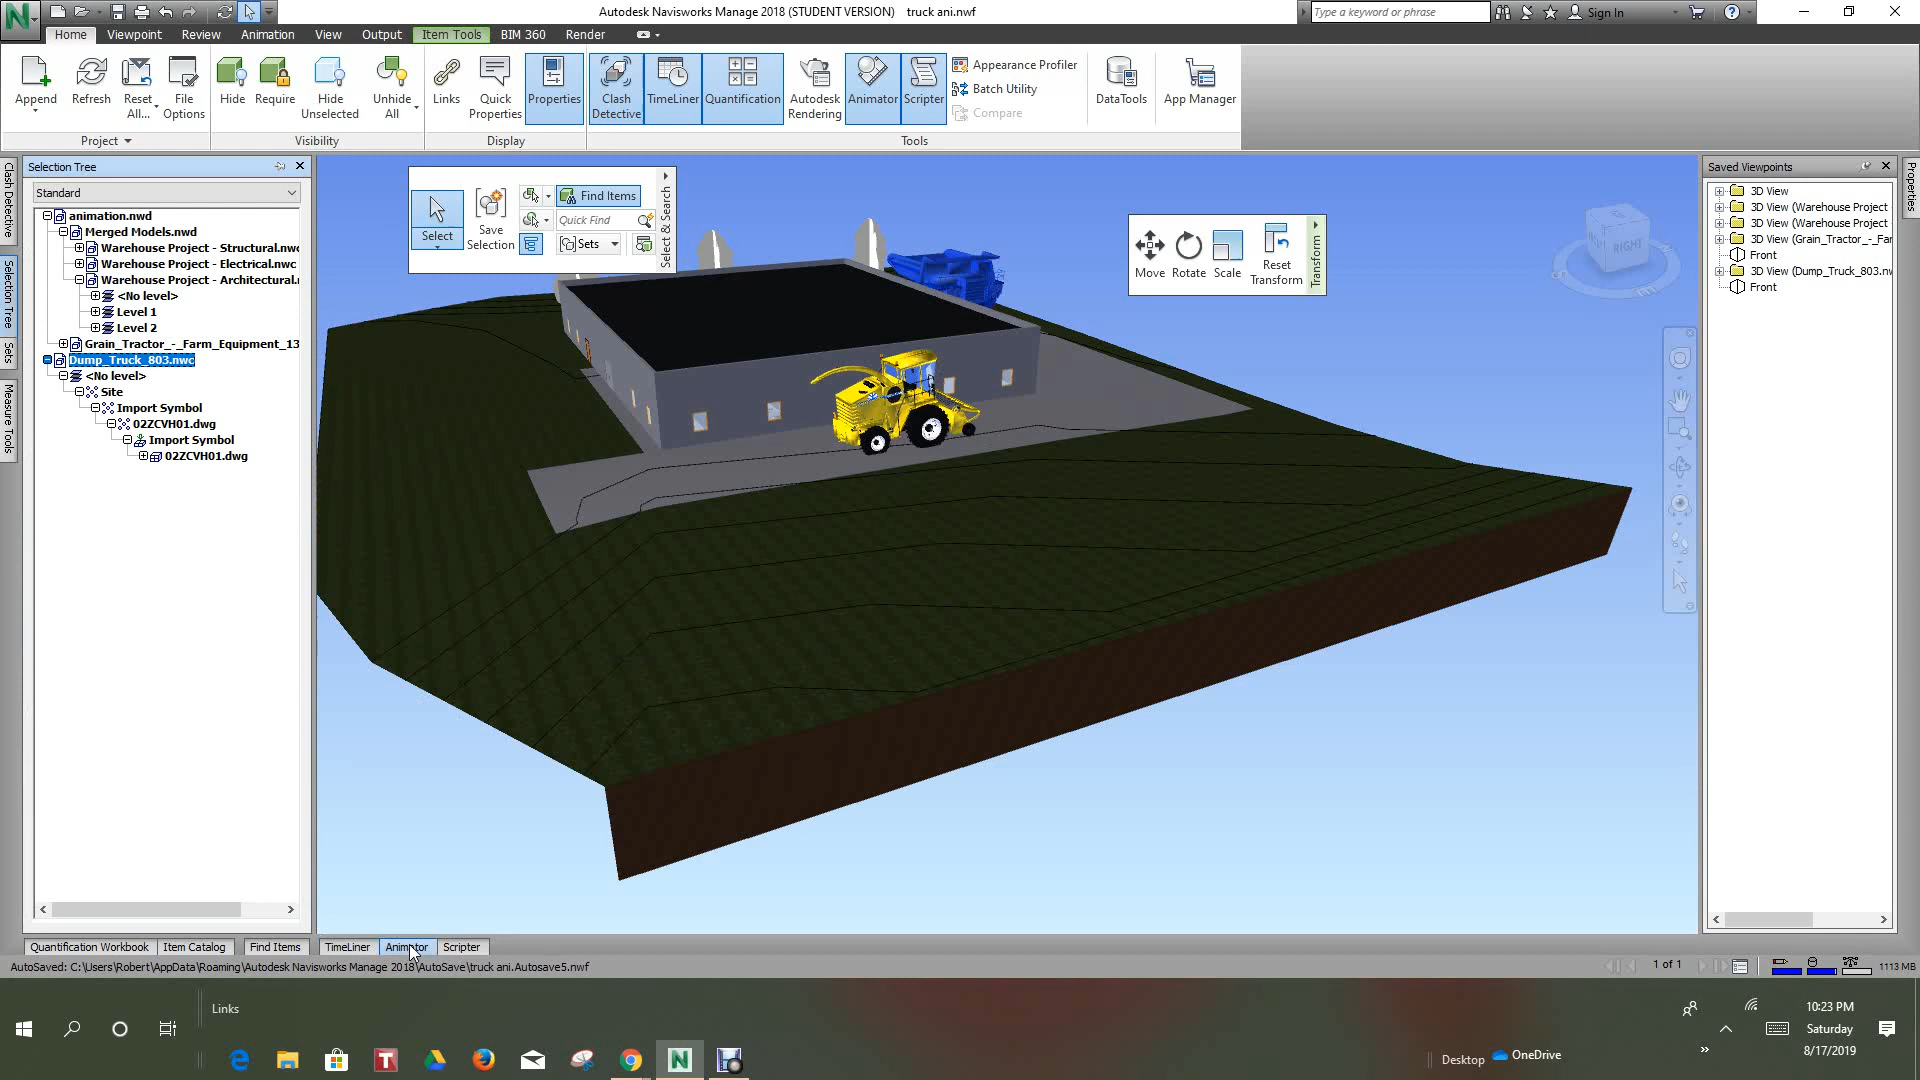 Autodesk Navisworks Manage 2018 (STUDENT VERSION) truck ani.nwf
Type a keyword or phrase
Sign In
Home Viewpoint Review Animation View Output Item Tools BIM 360 Render
Append
Refresh
Reset All...
File Options
Hide
Require
Hide Unselected
Unhide All
Links
Quick Properties
Properties
Clash Detective
TimeLiner
Quantification
Autodesk Rendering
Animator
Scripter
Appearance Profiler
Batch Utility
Compare
DataTools
App Manager
Project
Visibility
Display
Tools
Clash Detective
Selection Tree
Sets
Measure Tools
Selection Tree
Standard
animation.nwd
Merged Models.nwd
Warehouse Project - Structural.nwc
Warehouse Project - Electrical.nwc
Warehouse Project - Architectural.
<No level>
Level 1
Level 2
Grain_Tractor_-_Farm_Equipment_13
Dump_Truck_803.nwc
<No level>
Site
Import Symbol
02ZCVH01.dwg
Import Symbol
02ZCVH01.dwg
Select
Save Selection
Find Items
Quick Find
Sets
Select & Search
Move
Rotate
Scale
Reset Transform
Transform
RIGHT
Saved Viewpoints
3D View
3D View (Warehouse Project
3D View (Warehouse Project
3D View (Grain_Tractor_-_Far
Front
3D View (Dump_Truck_803.nw
Front
Properties
Quantification Workbook
Item Catalog
Find Items
TimeLiner
Animator
Scripter
AutoSaved: C:\Users\Robert\AppData\Roaming\Autodesk Navisworks Manage 2018\AutoSave\truck ani.Autosave5.nwf
1 of 1
1113 MB
Links
10:23 PM
Saturday
8/17/2019
Desktop
OneDrive